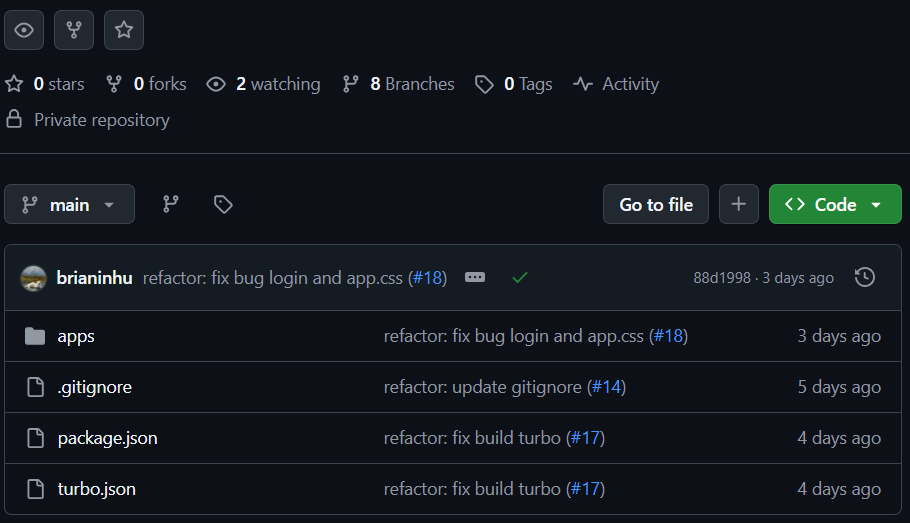 0 stars 0 forks 2 watching 8 Branches 0 Tags Activity
Private repository
main Go to file Code
brianinhu refactor: fix bug login and app.css (#18) 88d1998 · 3 days ago
apps refactor: fix bug login and app.css (#18) 3 days ago
.gitignore refactor: update gitignore (#14) 5 days ago
package.json refactor: fix build turbo (#17) 4 days ago
turbo.json refactor: fix build turbo (#17) 4 days ago